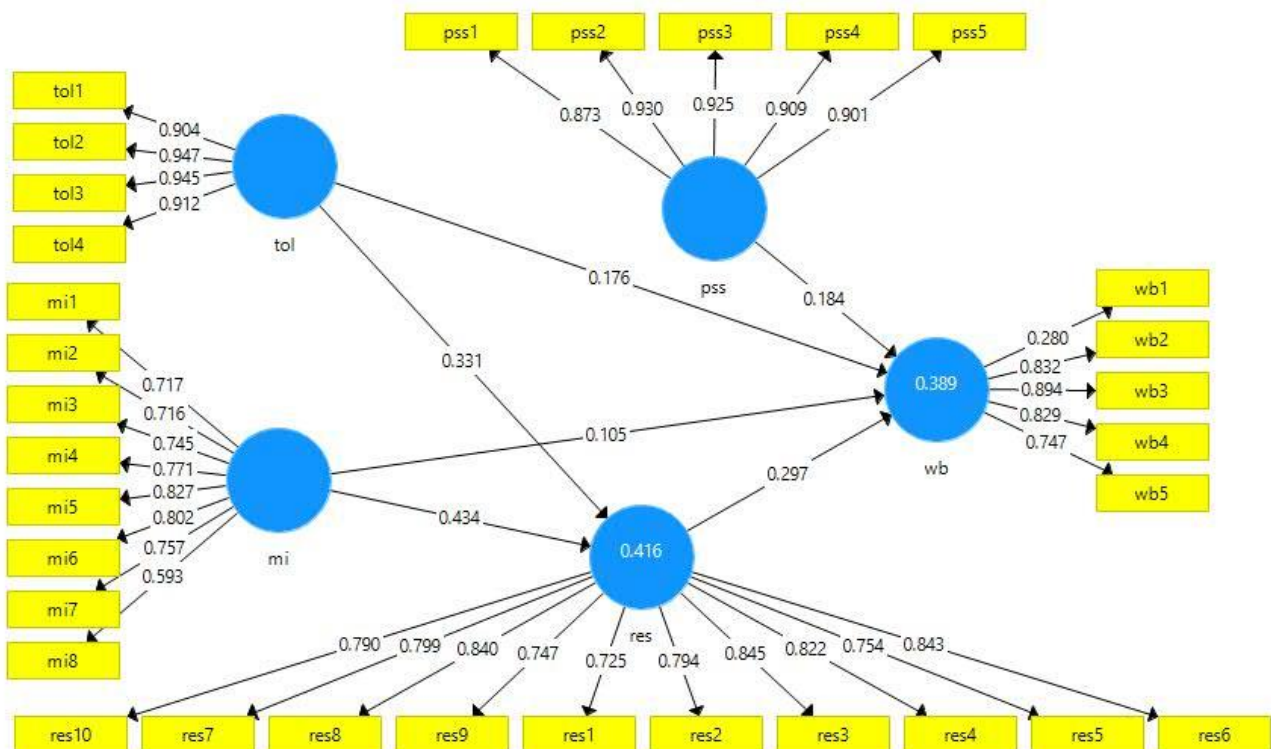 pss1 pss2 pss3 pss4 pss5
0.873 0.930 0.925 0.909 0.901
pss
tol1
tol2
tol3
tol4
0.904
0.947
0.945
0.912
tol
0.176
0.331
0.184
mi1
mi2
mi3
mi4
mi5
mi6
mi7
mi8
0.717
0.716
0.745
0.771
0.827
0.802
0.757
0.593
mi
0.105
0.434
0.297
0.389
wb
0.280
0.832
0.894
0.829
0.747
wb1
wb2
wb3
wb4
wb5
0.416
res
0.790 0.799 0.840 0.747 0.725 0.794 0.845 0.822 0.754 0.843
res10 res7 res8 res9 res1 res2 res3 res4 res5 res6